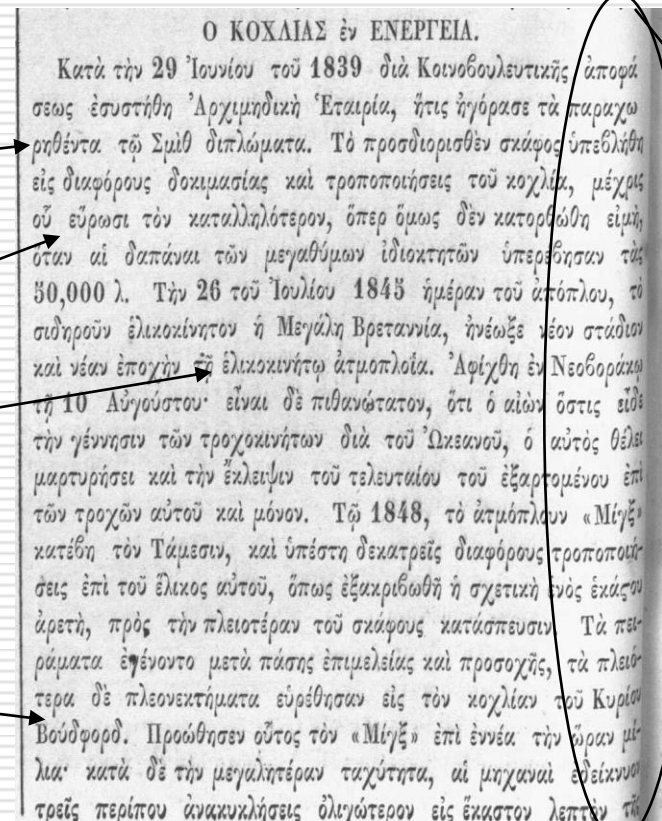 Ο ΚΟΧΛΙΑΣ ἐν ΕΝΕΡΓΕΙΑ.
Κατὰ τὴν 29 Ἰουνίου τοῦ 1839 διὰ Κοινοβουλευτικῆς ἀποφά
σεως ἐσυστήθη Ἀρχιμηδικὴ Ἑταιρία, ἥτις ἠγόρασε τὰ παραχω
ρηθέντα τῷ Σμὶθ διπλώματα. Τὸ προσδιορισθὲν σκάφος ὑπεβλήθη
εἰς διαφόρους δοκιμασίας καὶ τροποποιήσεις τοῦ κοχλία, μέχρις
οὗ εὕρωσι τὸν καταλληλότερον, ὅπερ ὅμως δὲν κατορθώθη εἰμὴ,
ὅταν αἱ δαπάναι τῶν μεγαθύμων ἰδιοκτητῶν ὑπερέβησαν τὰς
50,000 λ. Τὴν 26 τοῦ Ἰουλίου 1845 ἡμέραν τοῦ ἀπόπλου, τὸ
σιδηροῦν ἑλικοκίνητον ἡ Μεγάλη Βρεταννία, ἠνέωξε νέον στάδιον
καὶ νέαν ἐποχὴν τῇ ἑλικοκινήτῳ ἀτμοπλοΐα. Ἀφίχθη ἐν Νεοβοράκω
τῇ 10 Αὐγούστου· εἶναι δὲ πιθανώτατον, ὅτι ὁ αἰὼν ὅστις εἶδε
τὴν γέννησιν τῶν τροχοκινήτων διὰ τοῦ Ὠκεανοῦ, ὁ αὐτὸς θέλει
μαρτυρήσει καὶ τὴν ἔκλειψιν τοῦ τελευταίου τοῦ ἐξαρτομένου ἐπὶ
τῶν τροχῶν αὐτοῦ καὶ μόνον. Τῷ 1848, τὸ ἀτμόπλουν «Μίγξ»
κατέβη τὸν Τάμεσιν, καὶ ὑπέστη δεκατρεῖς διαφόρους τροποποιή-
σεις ἐπὶ τοῦ ἕλικος αὐτοῦ, ὅπως ἐξακριβωθῇ ἡ σχετικὴ ἑνὸς ἑκάστου
ἀρετὴ, πρὸς τὴν πλειοτέραν τοῦ σκάφους κατάσπευσιν. Τὰ πει-
ράματα ἐγένοντο μετὰ πάσης ἐπιμελείας καὶ προσοχῆς, τὰ πλειό-
τερα δὲ πλεονεκτήματα εὑρέθησαν εἰς τὸν κοχλίαν τοῦ Κυρίου
Βούδφορδ. Προώθησεν οὗτος τὸν «Μίγξ» ἐπὶ ἐννέα τὴν ὥραν μί-
λια· κατὰ δὲ τὴν μεγαλητέραν ταχύτητα, αἱ μηχαναὶ ἐδείκνυον
τρεῖς περίπου ἀνακυκλήσεις ὀλιγώτερον εἰς ἕκαστον λεπτὸν τῆς